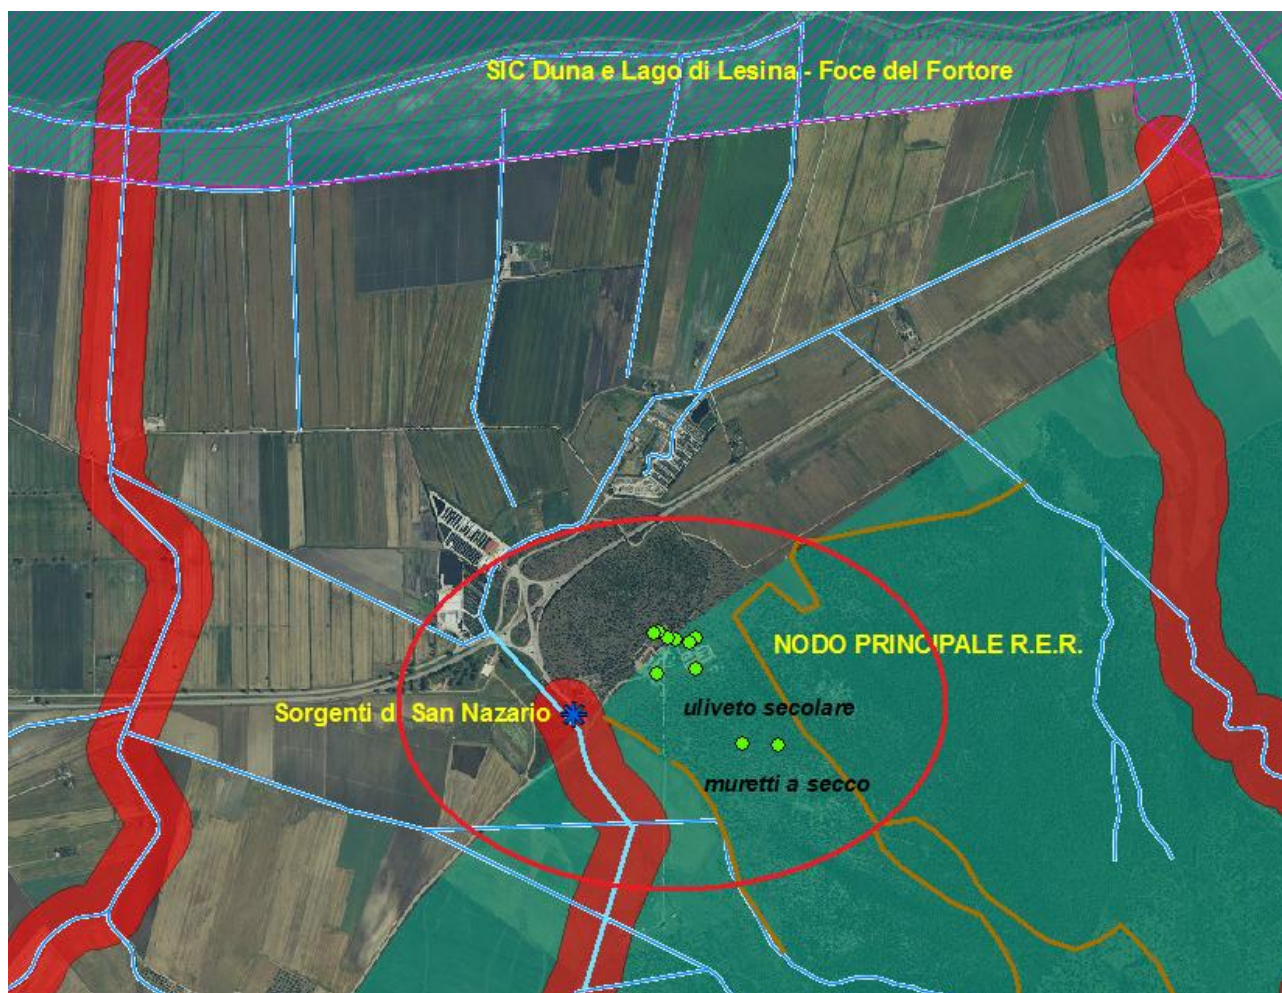 SIC Duna e Lago di Lesina - Foce del Fortore
NODO PRINCIPALE R.E.R.
uliveto secolare
Sorgenti di San Nazario
muretti a secco